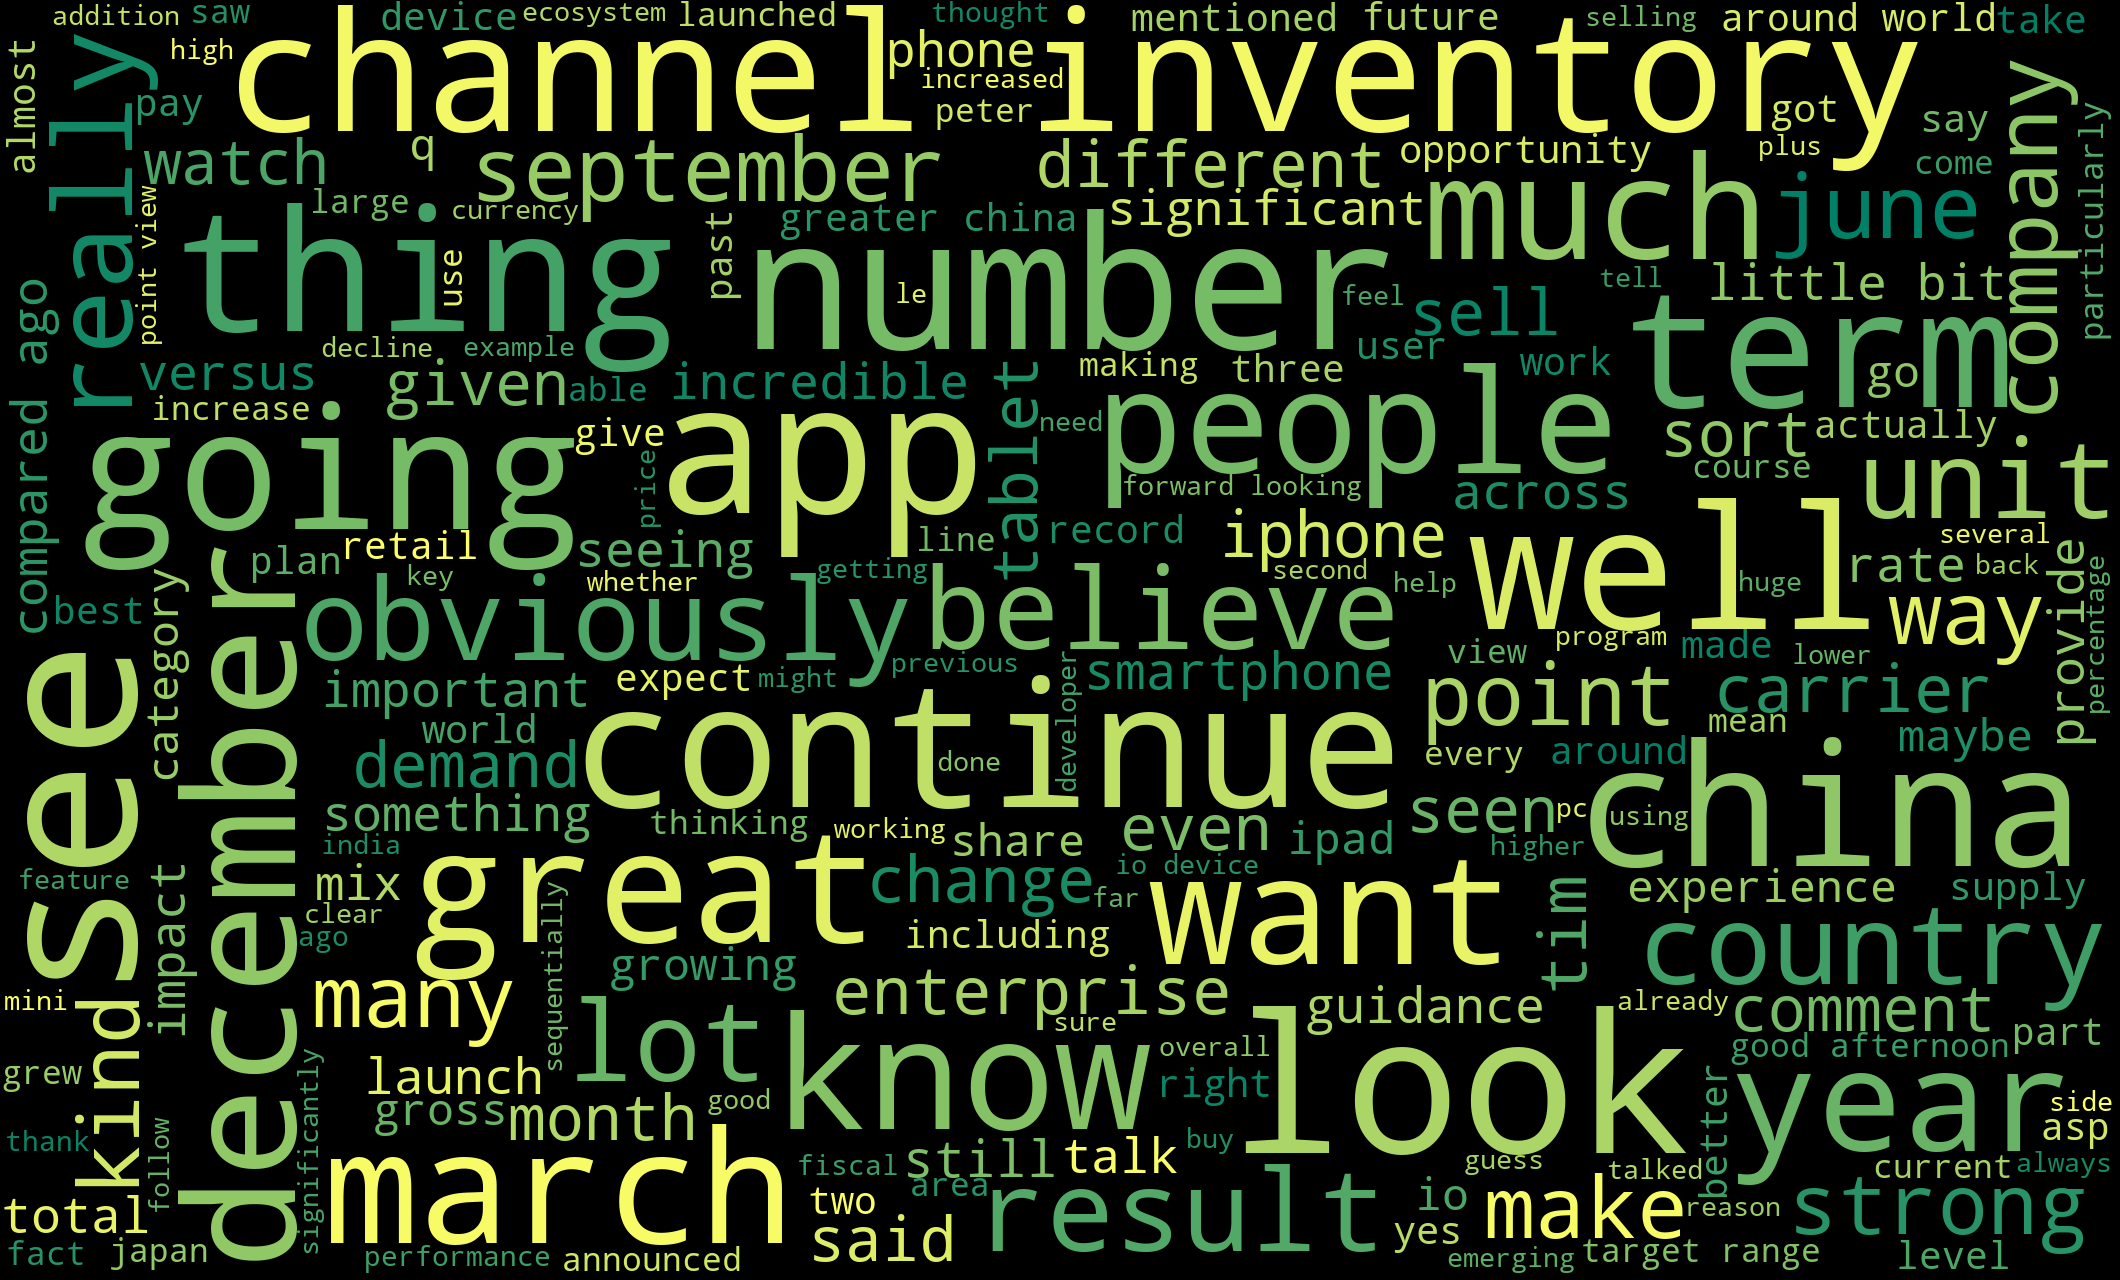 addition
saw
device
ecosystem
launched
thought
mentioned
future
selling
around world
take
high
channel inventory
phone
increased
peter
pay
almost
really
got
say
company
particularly
come
plus
opportunity
watch
q
september
different
significant
much
june
large
currency
greater china
past
point view
use
thing
number
le
feel
tell
sell
little bit
term
decline
example
user
work
versus
increase
given
able
incredible
making
three
go
compared ago
going
give
app
tablet
need
people
sort
actually
course
forward looking
across
unit
price
record
iphone
well
several
back
rate
plan
retail
seeing
line
key
whether
getting
second
help
huge
way
provide
percentage
best
category
december
obviously
believe
previous
program
made
view
lower
important
expect
might
developer
smartphone
point
carrier
world
mean
maybe
demand
continue
done
every
around
china
see
something
thinking
working
share
even
ipad
seen
pc
using
india
higher
io device
feature
impact
mix
great
change
far
want
tim
experience
supply
clear
ago
sequentially
including
growing
country
mini
kind
many
lot
enterprise
sure
guidance
already
comment
part
know
look
overall
good afternoon
grew
launch
right
year
significantly
gross
month
good
better
side
asp
thank
follow
march
fiscal
still
talk
buy
guess
talked
current
always
area
two
result
io
make
reason
strong
total
said
yes
fact
japan
performance
announced
emerging
target range
level